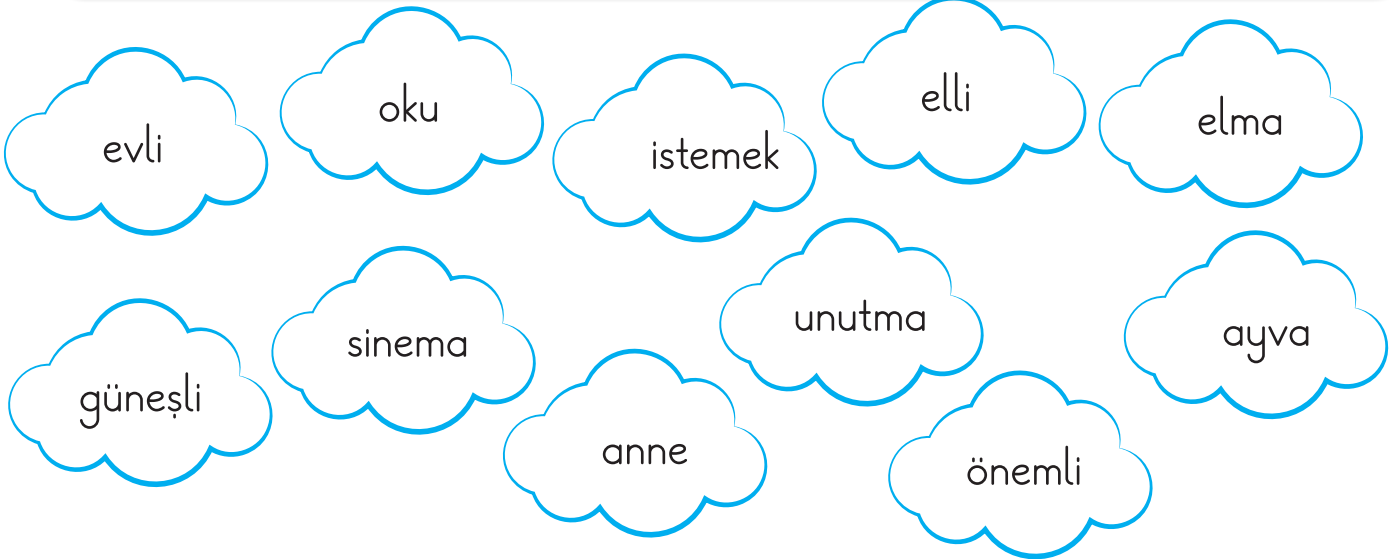 evli
oku
istemek
elli
elma
güneşli
sinema
anne
unutma
önemli
ayva